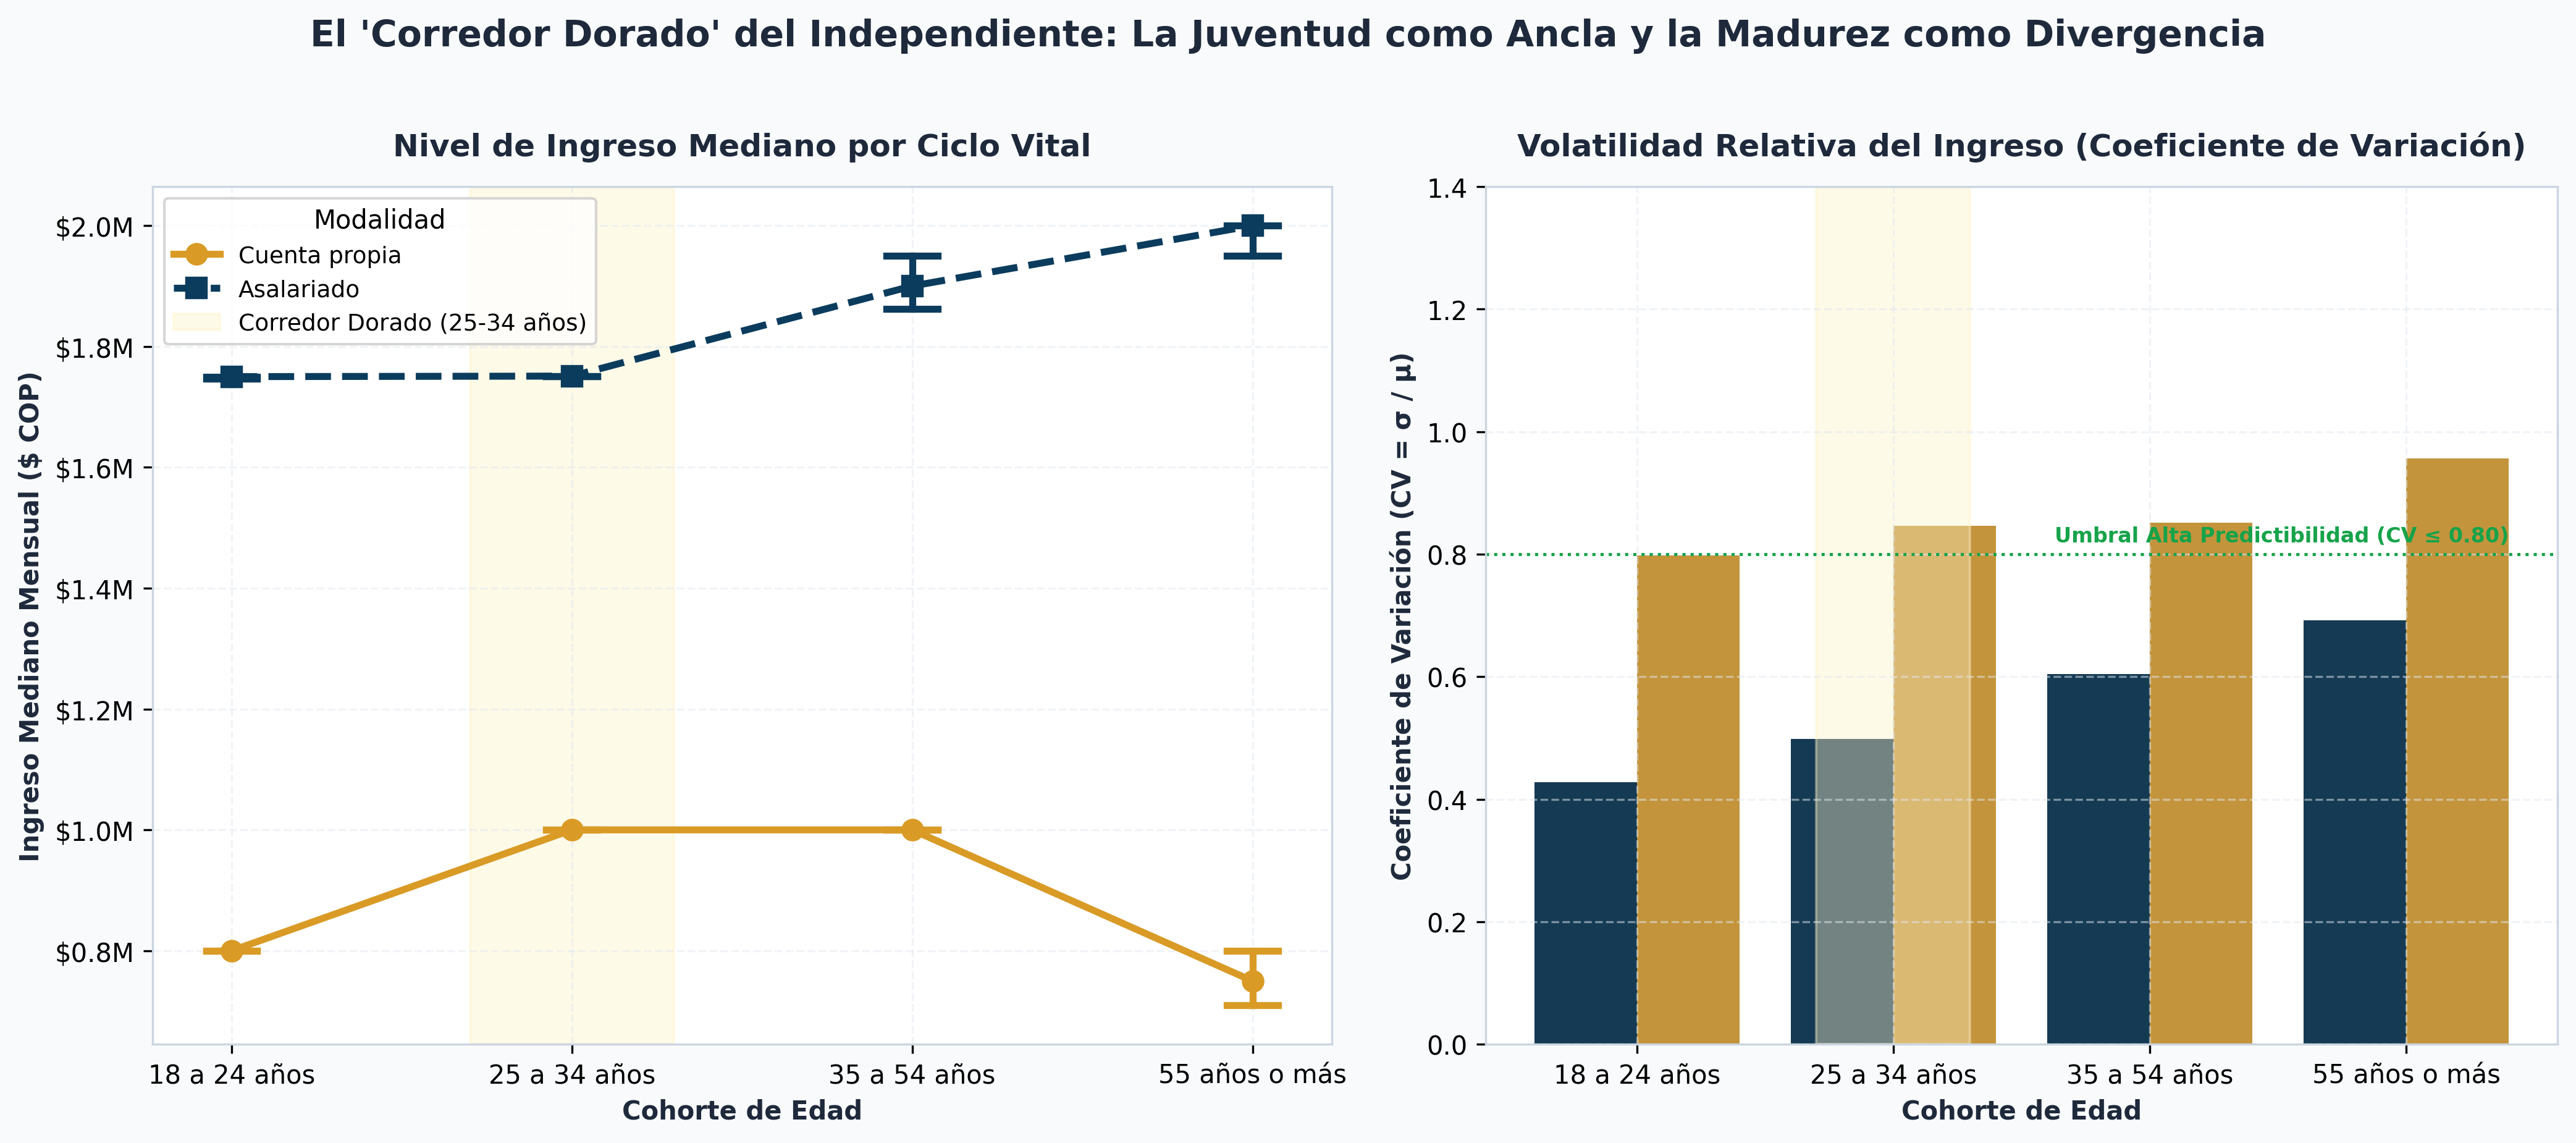 El 'Corredor Dorado' del Independiente: La Juventud como Ancla y la Madurez como Divergencia
Nivel de Ingreso Mediano por Ciclo Vital
Ingreso Mediano Mensual ($ COP)
$2.0M
$1.8M
$1.6M
$1.4M
$1.2M
$1.0M
$0.8M
Modalidad
Cuenta propia
Asalariado
Corredor Dorado (25-34 años)
18 a 24 años
25 a 34 años
35 a 54 años
55 años o más
Cohorte de Edad
Volatilidad Relativa del Ingreso (Coeficiente de Variación)
Coeficiente de Variación (CV = σ / μ)
1.4
1.2
1.0
0.8
0.6
0.4
0.2
0.0
Umbral Alta Predictibilidad (CV ≤ 0.80)
18 a 24 años
25 a 34 años
35 a 54 años
55 años o más
Cohorte de Edad